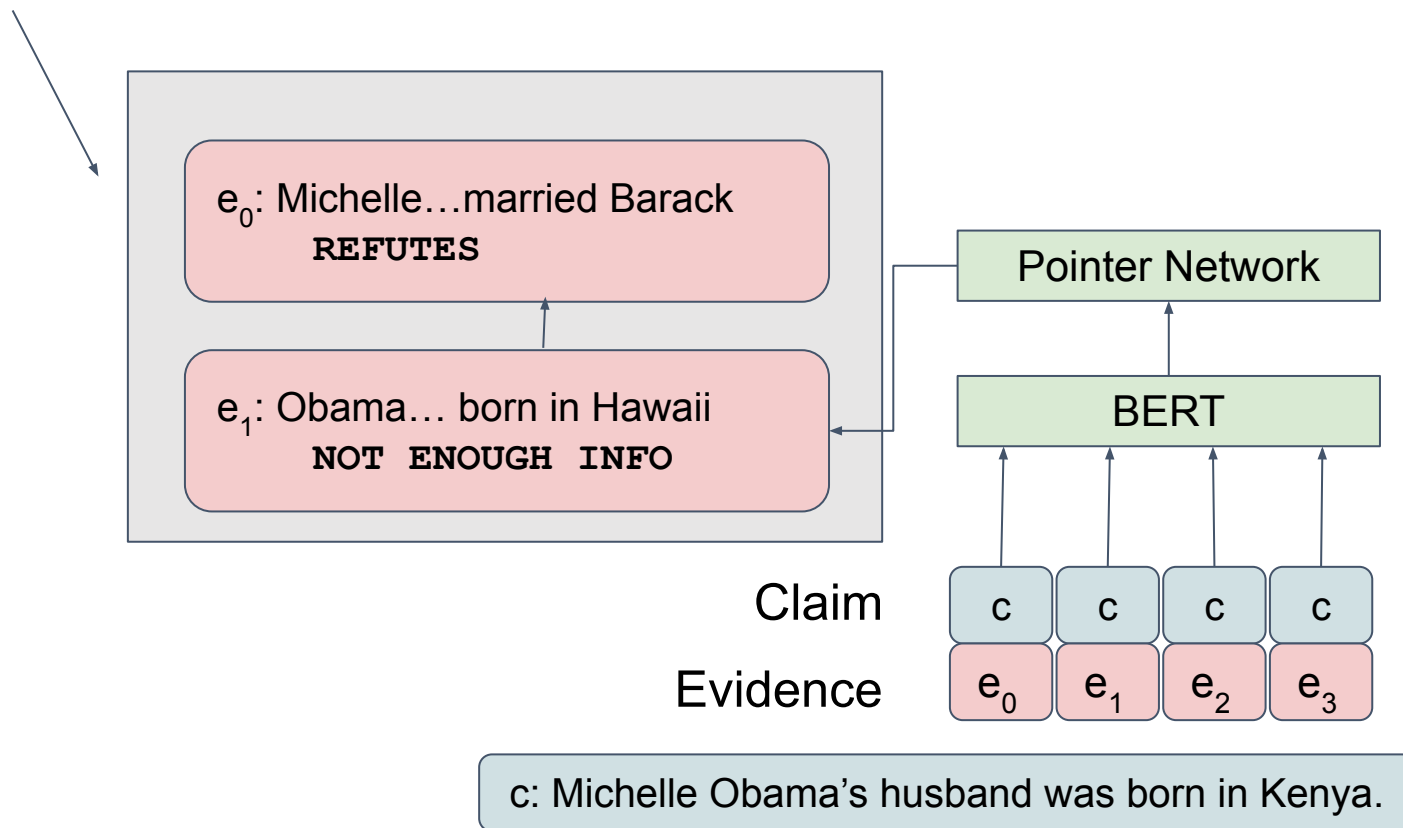 e₀: Michelle…married Barack
REFUTES
e₁: Obama… born in Hawaii
NOT ENOUGH INFO
Pointer Network
BERT
Claim
c c c c
Evidence
e₀ e₁ e₂ e₃
c: Michelle Obama’s husband was born in Kenya.